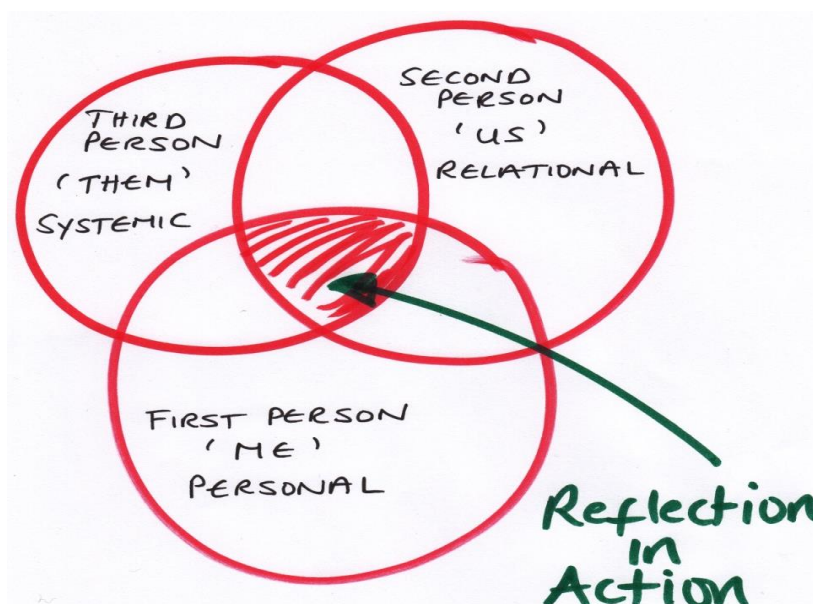 THIRD
PERSON
('THEM'
SYSTEMIC
SECOND
PERSON
'US'
RELATIONAL
FIRST PERSON
'ME'
PERSONAL
Reflection
in
Action